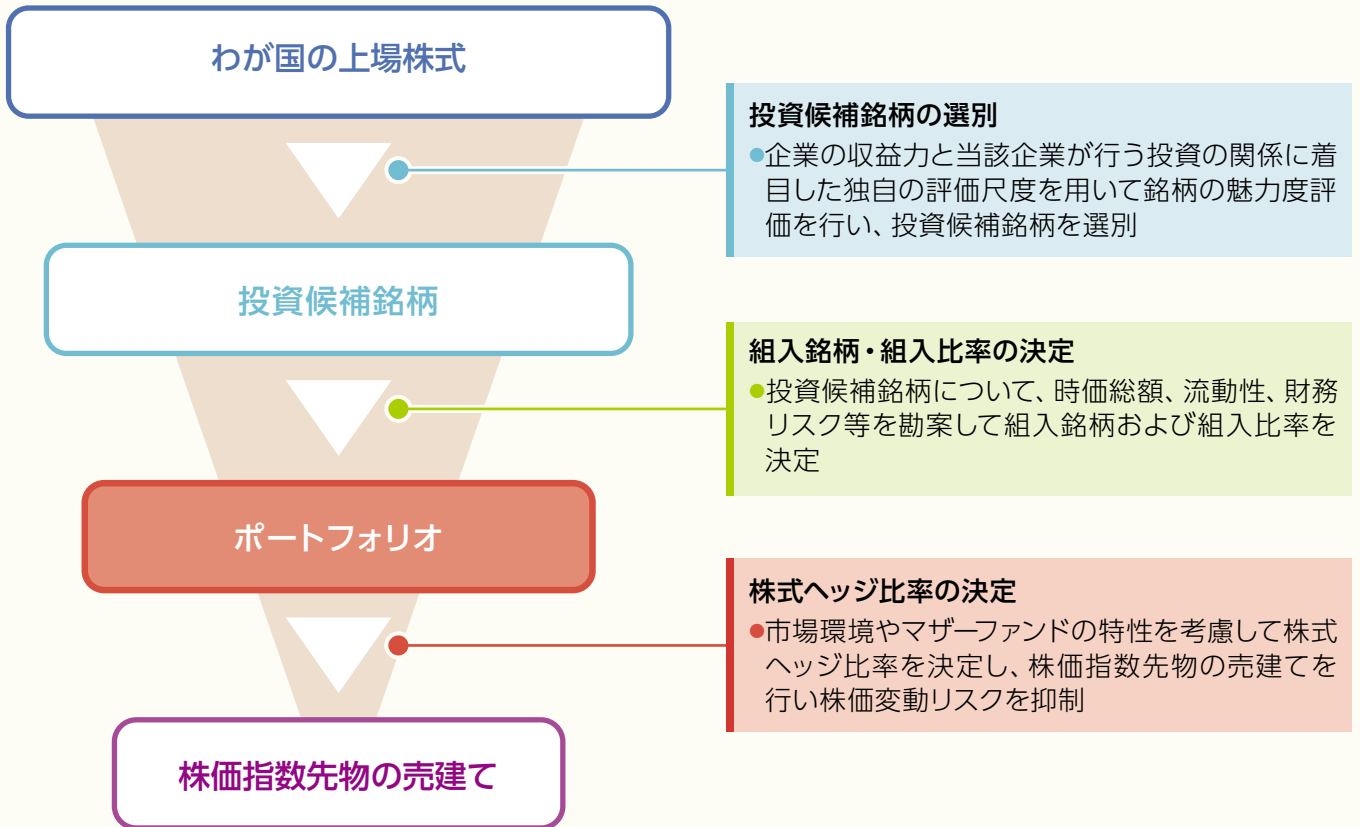 わが国の上場株式
投資候補銘柄の選別
●企業の収益力と当該企業が行う投資の関係に着
目した独自の評価尺度を用いて銘柄の魅力度評
価を行い、投資候補銘柄を選別
投資候補銘柄
組入銘柄・組入比率の決定
●投資候補銘柄について、時価総額、流動性、財務
リスク等を勘案して組入銘柄および組入比率を
決定
ポートフォリオ
株式ヘッジ比率の決定
●市場環境やマザーファンドの特性を考慮して株式
ヘッジ比率を決定し、株価指数先物の売建てを
行い株価変動リスクを抑制
株価指数先物の売建て